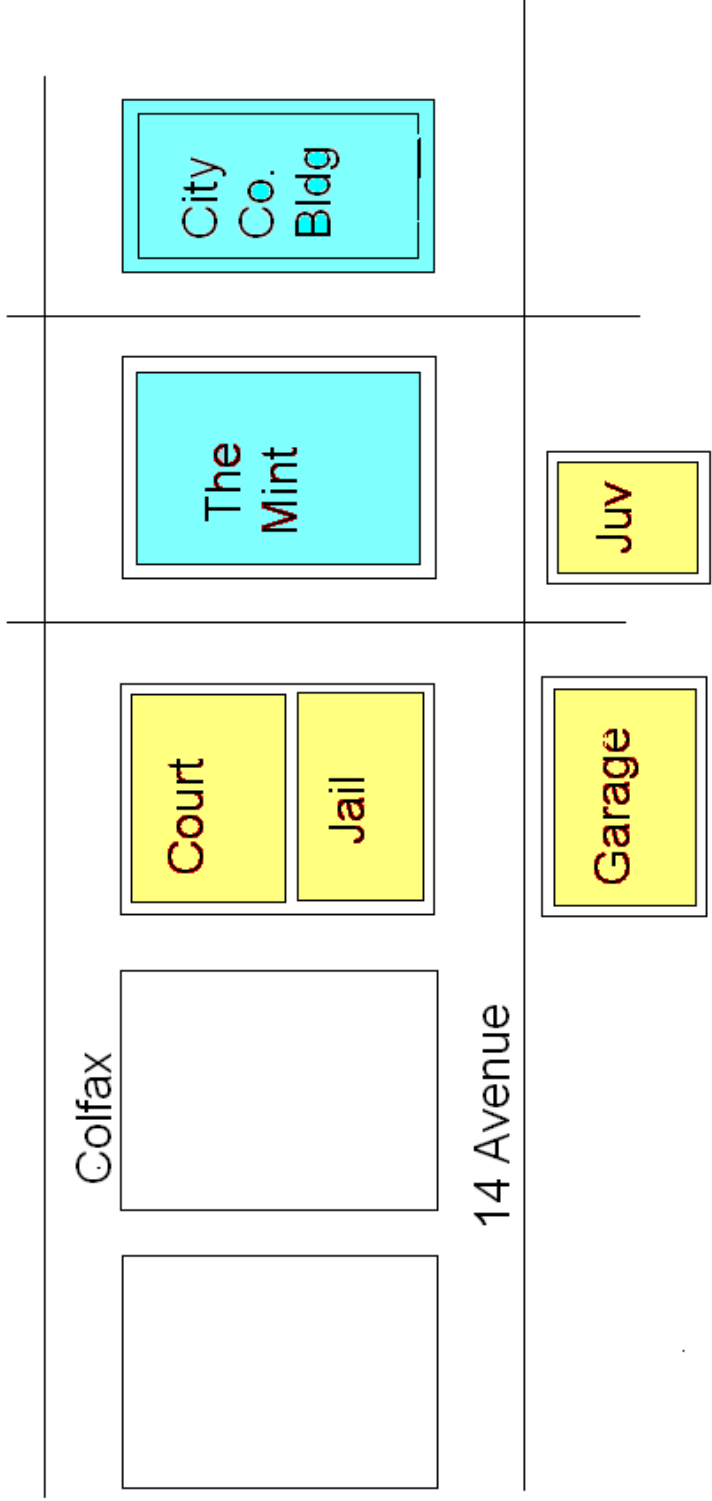 Colfax
Court
The
Mint
City
Co.
Bldg
Jail
14 Avenue
Garage
Juv